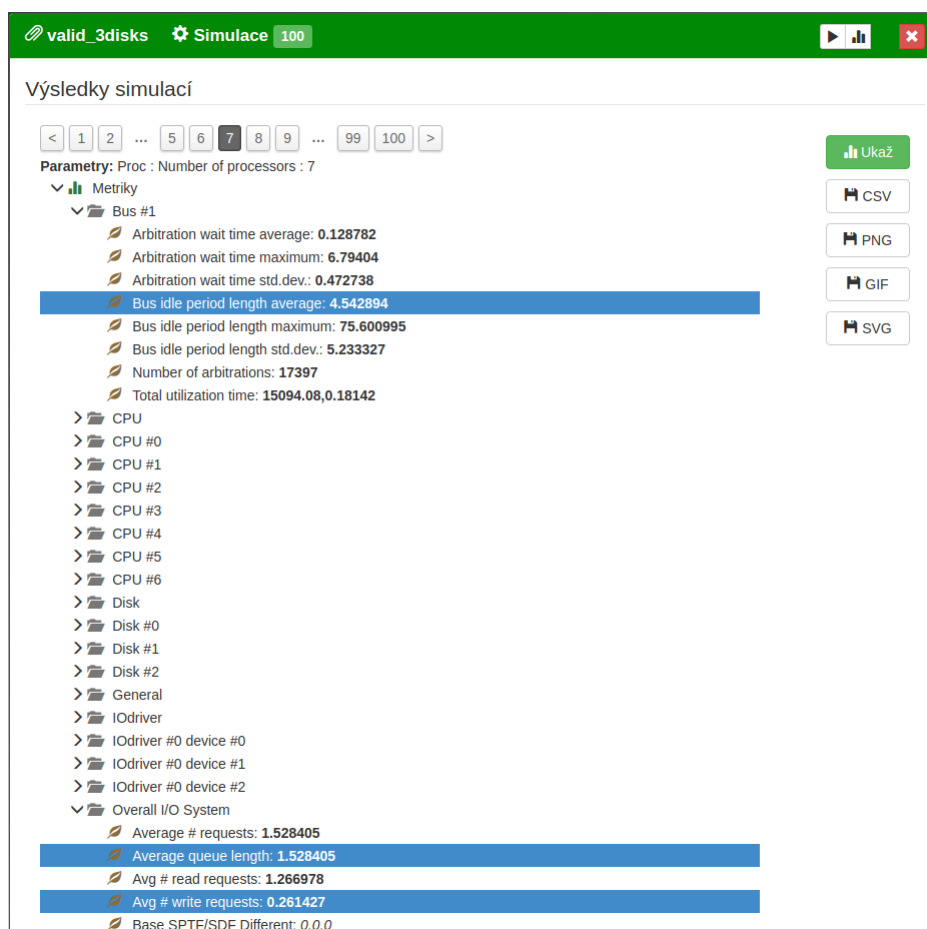 valid_3disks Simulace 100
Výsledky simulací
< 1 2 ... 5 6 7 8 9 ... 99 100 >
Ukaž
Parametry: Proc : Number of processors : 7
Metriky
CSV
Bus #1
Arbitration wait time average: 0.128782
PNG
Arbitration wait time maximum: 6.79404
Arbitration wait time std.dev.: 0.472738
GIF
Bus idle period length average: 4.542894
Bus idle period length maximum: 75.600995
SVG
Bus idle period length std.dev.: 5.233327
Number of arbitrations: 17397
Total utilization time: 15094.08,0.18142
CPU
CPU #0
CPU #1
CPU #2
CPU #3
CPU #4
CPU #5
CPU #6
Disk
Disk #0
Disk #1
Disk #2
General
IOdriver
IOdriver #0 device #0
IOdriver #0 device #1
IOdriver #0 device #2
Overall I/O System
Average # requests: 1.528405
Average queue length: 1.528405
Avg # read requests: 1.266978
Avg # write requests: 0.261427
Base SPTF/SDF Different: 0,0,0